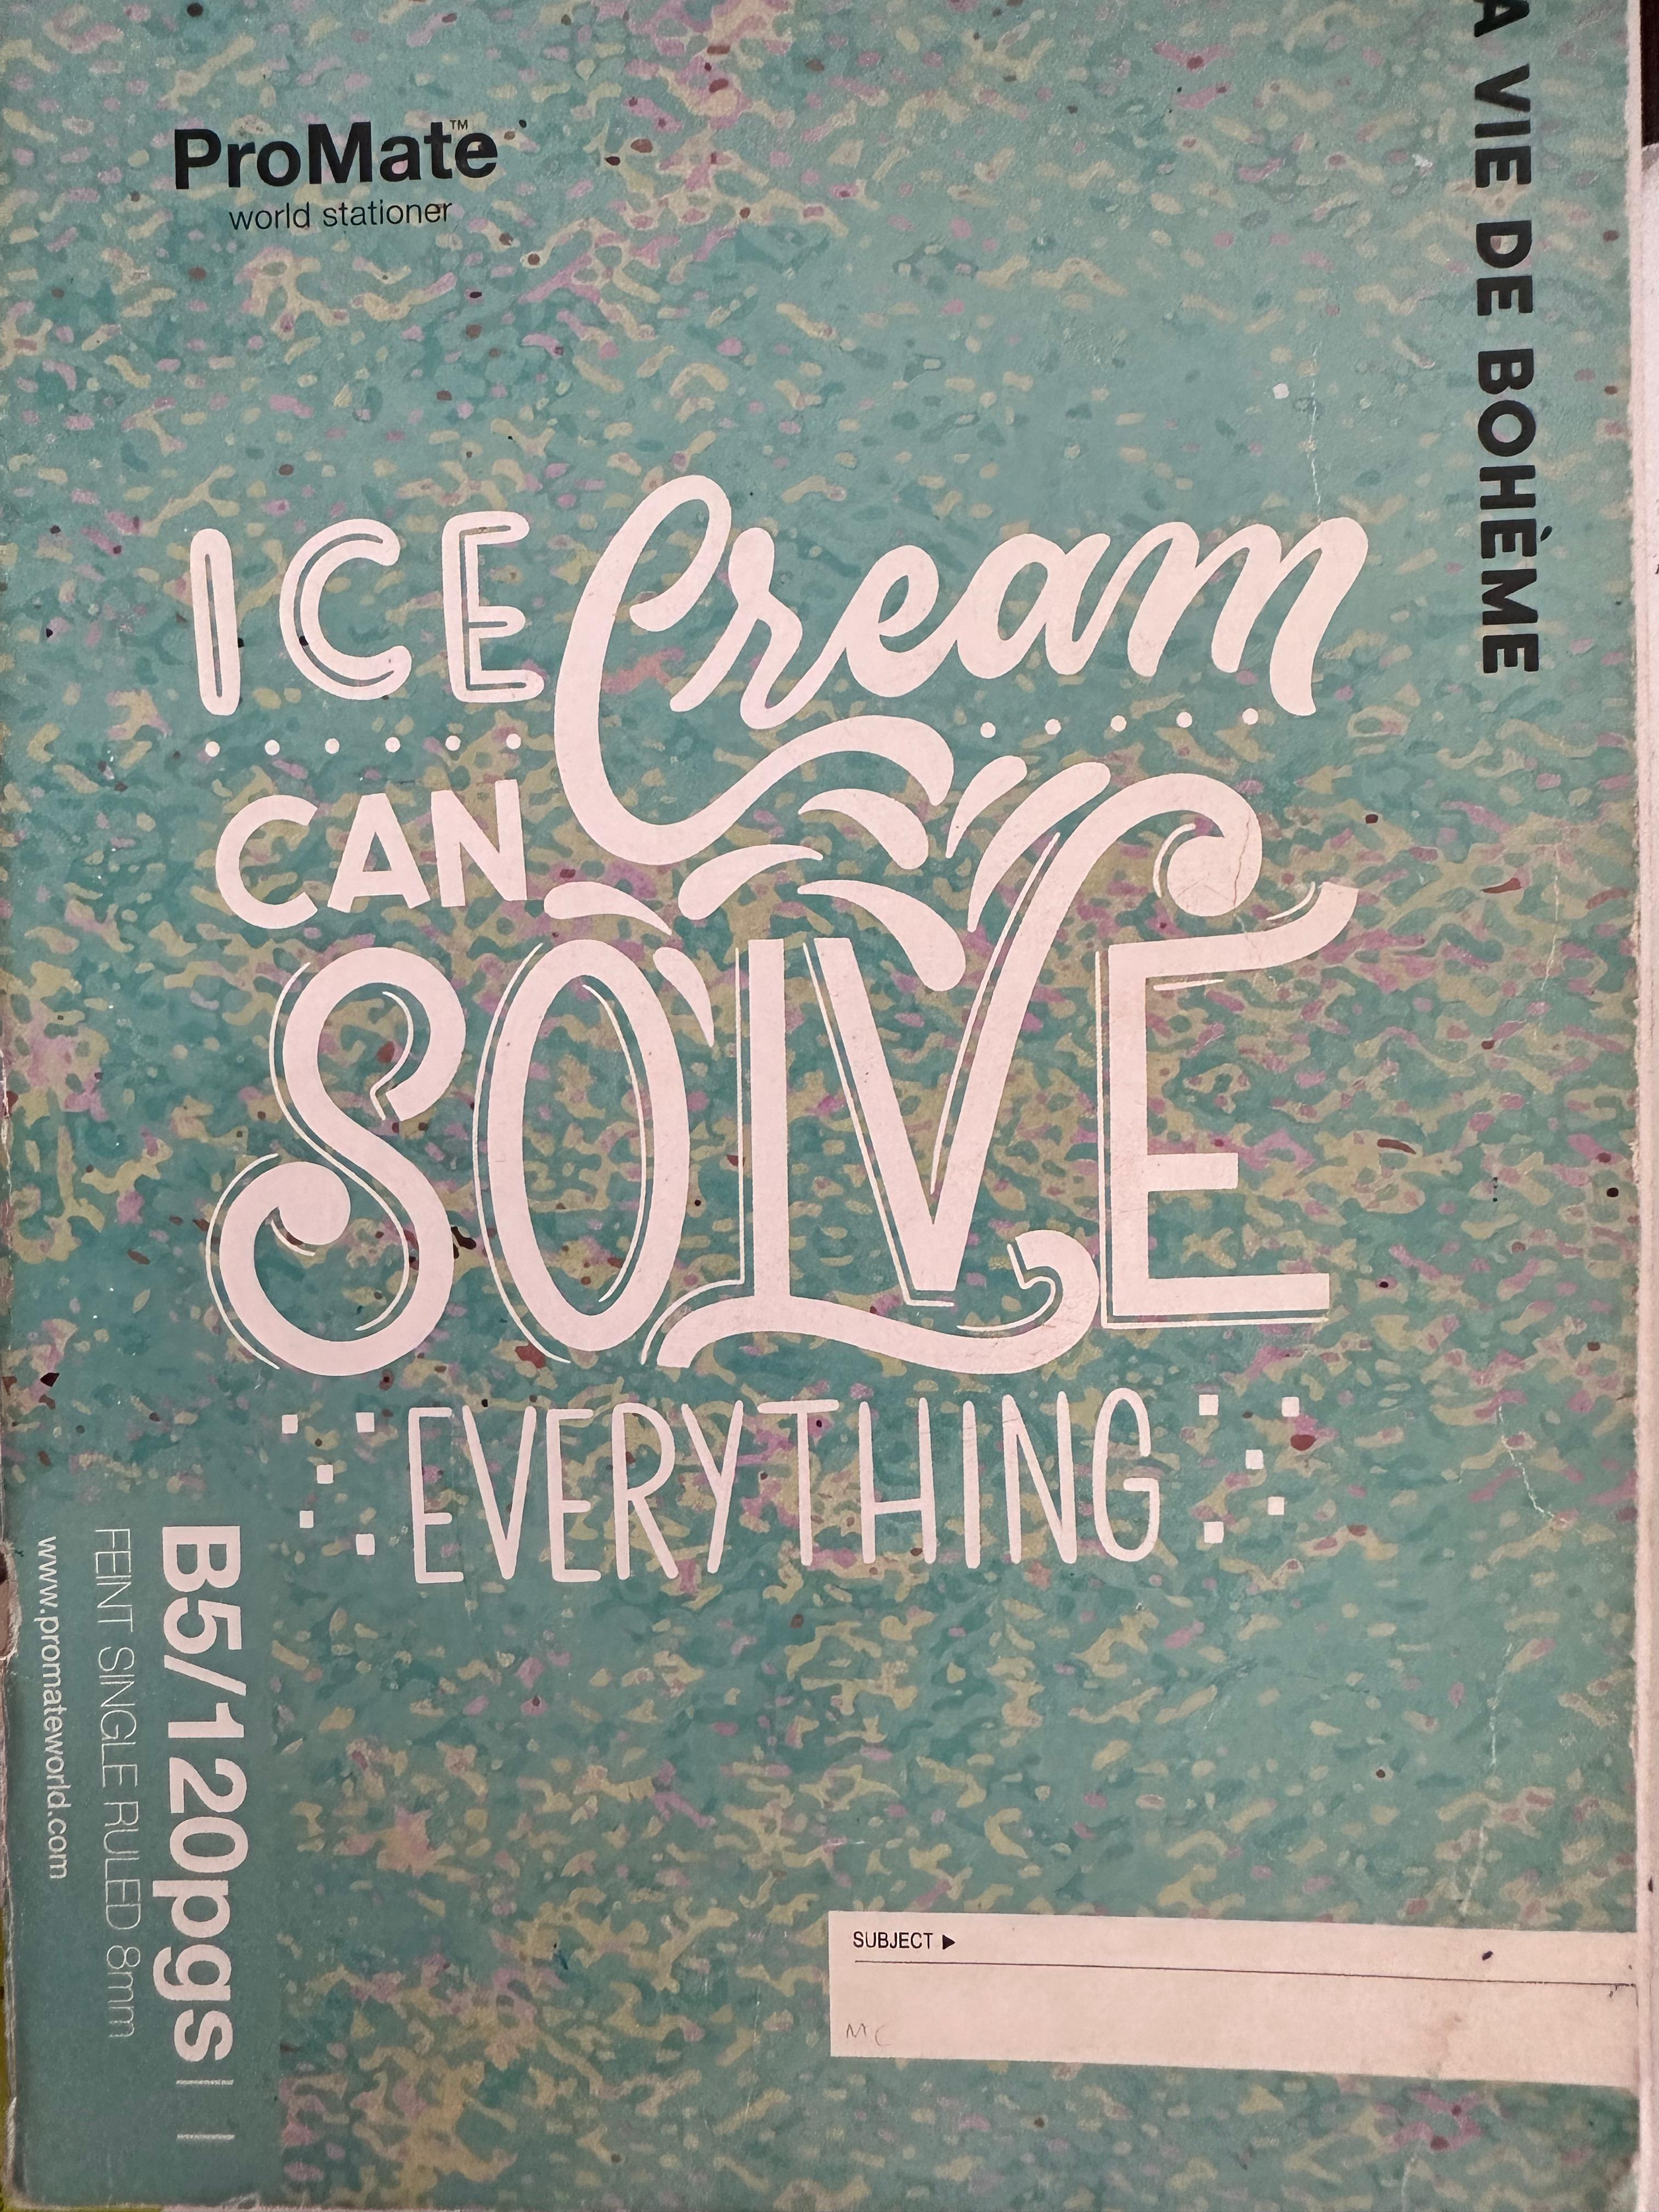 ProMate™
world stationer
A VIE DE BOHÈME
ICE Cream
CAN
SOLVE
EVERYTHING
B5/120pgs
FEINT SINGLE RULED 8mm
www.promateworld.com
SUBJECT ▶
MC